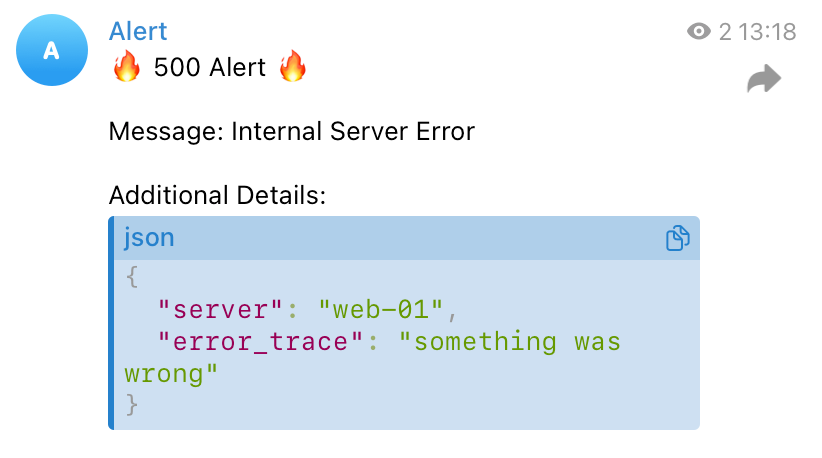 A
Alert
2 13:18
🔥 500 Alert 🔥
Message: Internal Server Error
Additional Details:
json
{
"server": "web-01",
"error_trace": "something was
wrong"
}